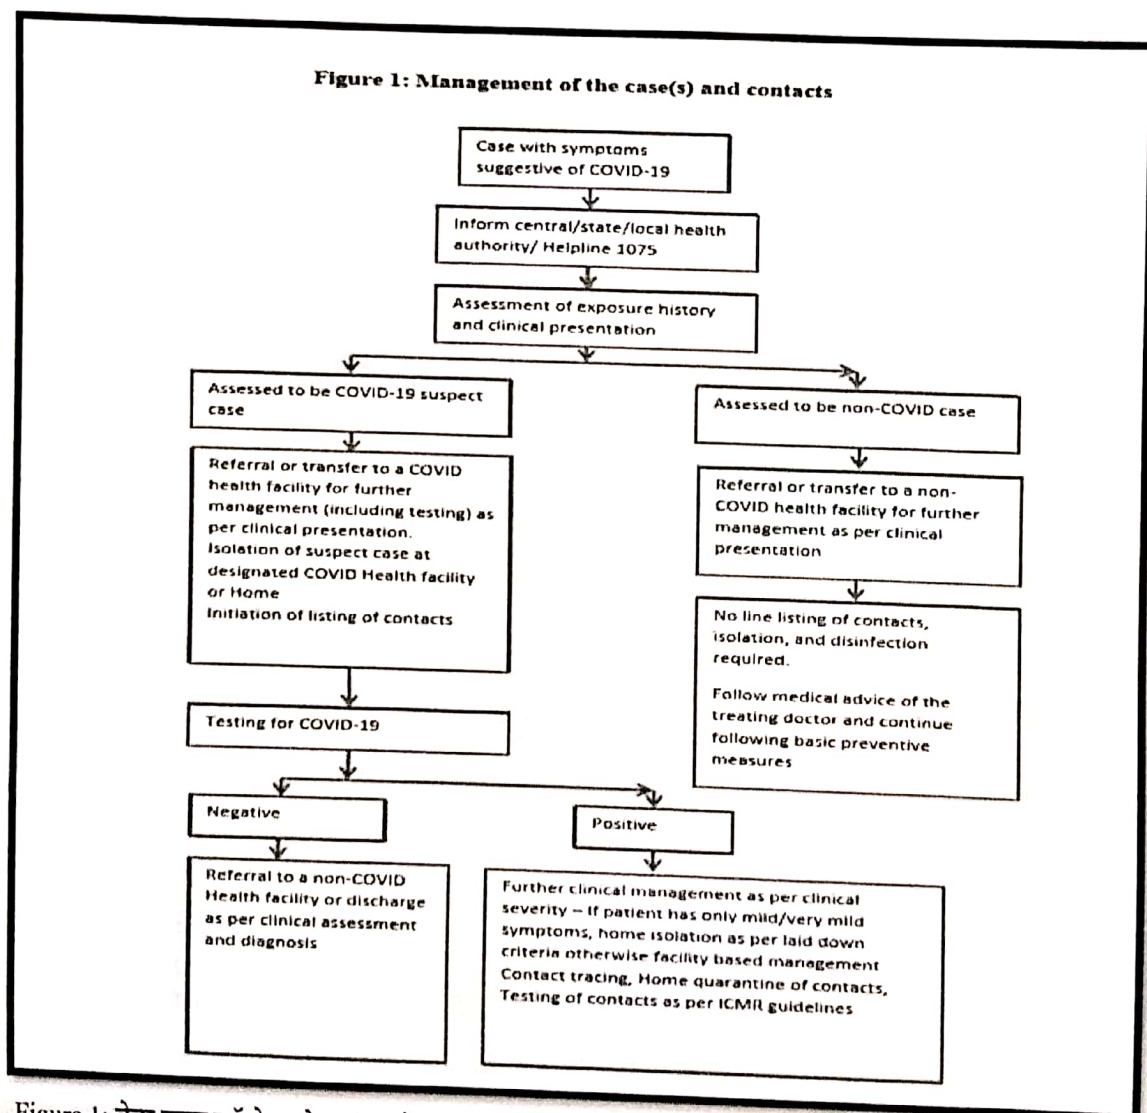 Figure 1: Management of the case(s) and contacts
Case with symptoms
suggestive of COVID-19
Inform central/state/local health
authority/ Helpline 1075
Assessment of exposure history
and clinical presentation
Assessed to be COVID-19 suspect
case
Referral or transfer to a COVID
health facility for further
management (including testing) as
per clinical presentation.
Isolation of suspect case at
designated COVID Health facility
or Home
Initiation of listing of contacts
Testing for COVID-19
Negative
Referral to a non-COVID
Health facility or discharge
as per clinical assessment
and diagnosis
Positive
Further clinical management as per clinical
severity – If patient has only mild/very mild
symptoms, home isolation as per laid down
criteria otherwise facility based management
Contact tracing, Home quarantine of contacts,
Testing of contacts as per ICMR guidelines
Assessed to be non-COVID case
Referral or transfer to a non-
COVID health facility for further
management as per clinical
presentation
No line listing of contacts,
isolation, and disinfection
required.
Follow medical advice of the
treating doctor and continue
following basic preventive
measures
Figure 1: